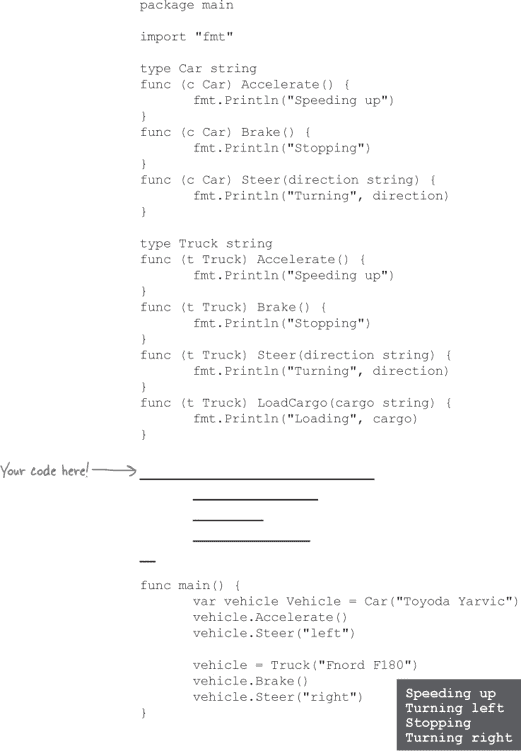 package main
import "fmt"
type Car string
func (c Car) Accelerate() {
fmt.Println("Speeding up")
}
func (c Car) Brake() {
fmt.Println("Stopping")
}
func (c Car) Steer(direction string) {
fmt.Println("Turning", direction)
}
type Truck string
func (t Truck) Accelerate() {
fmt.Println("Speeding up")
}
func (t Truck) Brake() {
fmt.Println("Stopping")
}
func (t Truck) Steer(direction string) {
fmt.Println("Turning", direction)
}
func (t Truck) LoadCargo(cargo string) {
fmt.Println("Loading", cargo)
}
Your code here!
func main() {
var vehicle Vehicle = Car("Toyoda Yarvic")
vehicle.Accelerate()
vehicle.Steer("left")
vehicle = Truck("Fnord F180")
vehicle.Brake()
vehicle.Steer("right")
}
Speeding up
Turning left
Stopping
Turning right